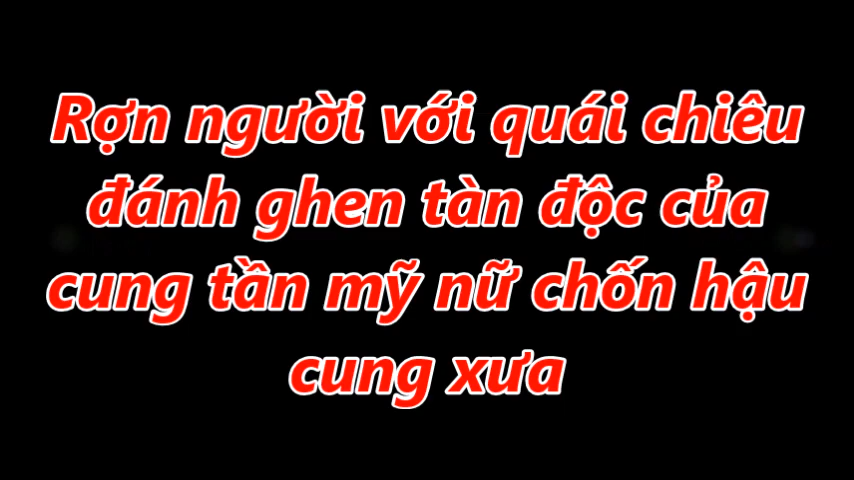 Rợn người với quái chiêu
đánh ghen tàn độc của
cung tần mỹ nữ chốn hậu
cung xưa